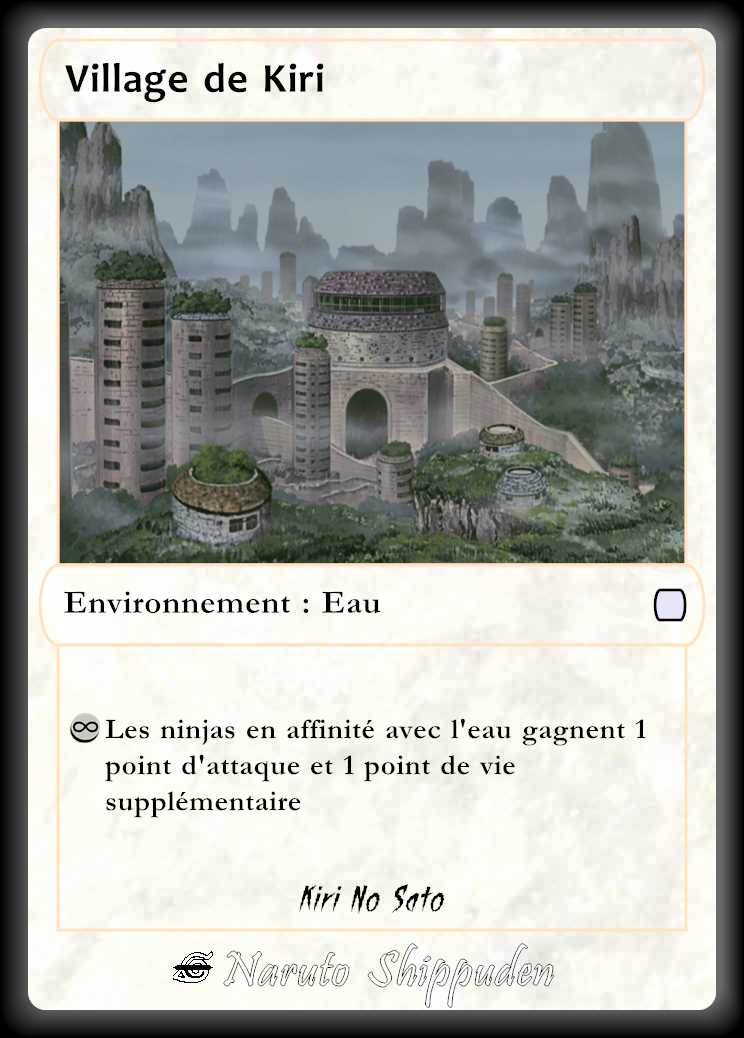 Village de Kiri
Environnement : Eau
∞ Les ninjas en affinité avec l'eau gagnent 1
point d'attaque et 1 point de vie
supplémentaire
Kiri No Sato
Naruto Shippuden